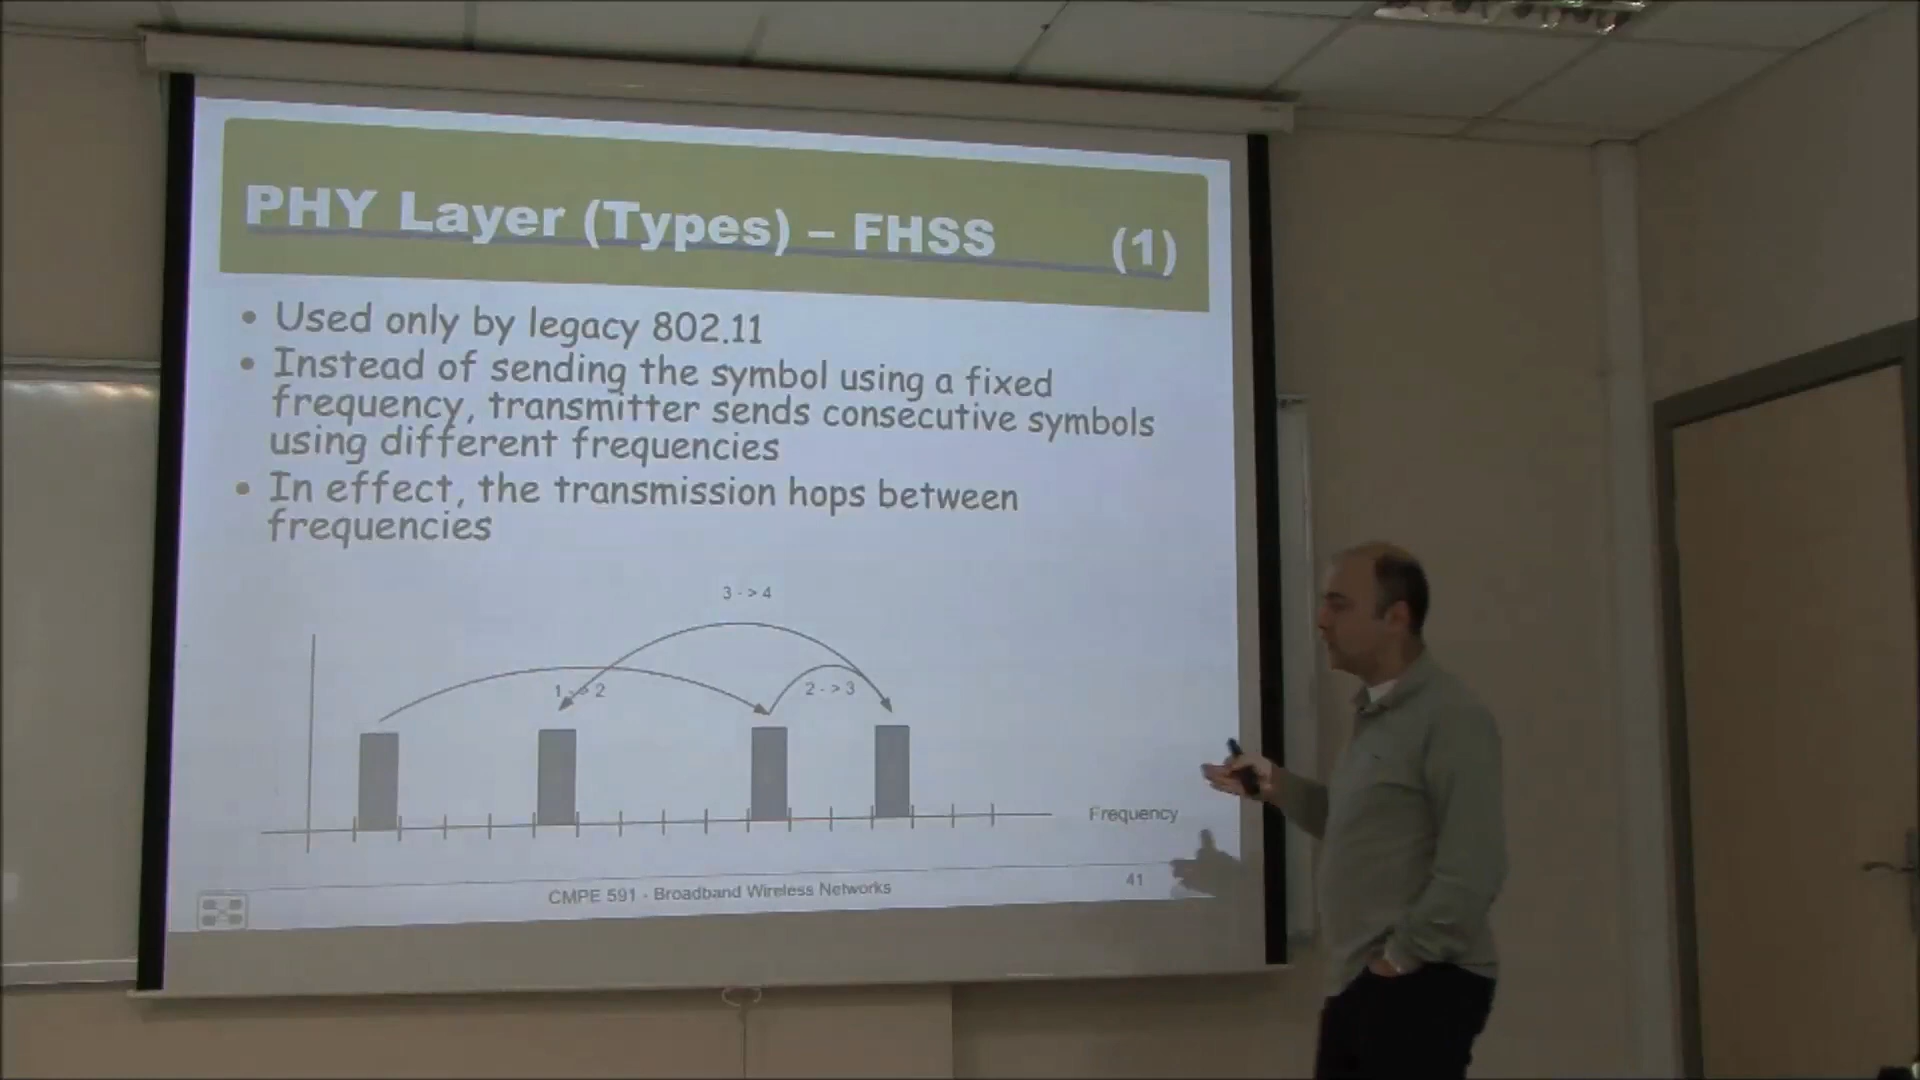 PHY Layer (Types) – FHSS (1)
• Used only by legacy 802.11
• Instead of sending the symbol using a fixed
frequency, transmitter sends consecutive symbols
using different frequencies
• In effect, the transmission hops between
frequencies
3 - > 4
1 - > 2
2 - > 3
Frequency
CMPE 591 - Broadband Wireless Networks
41